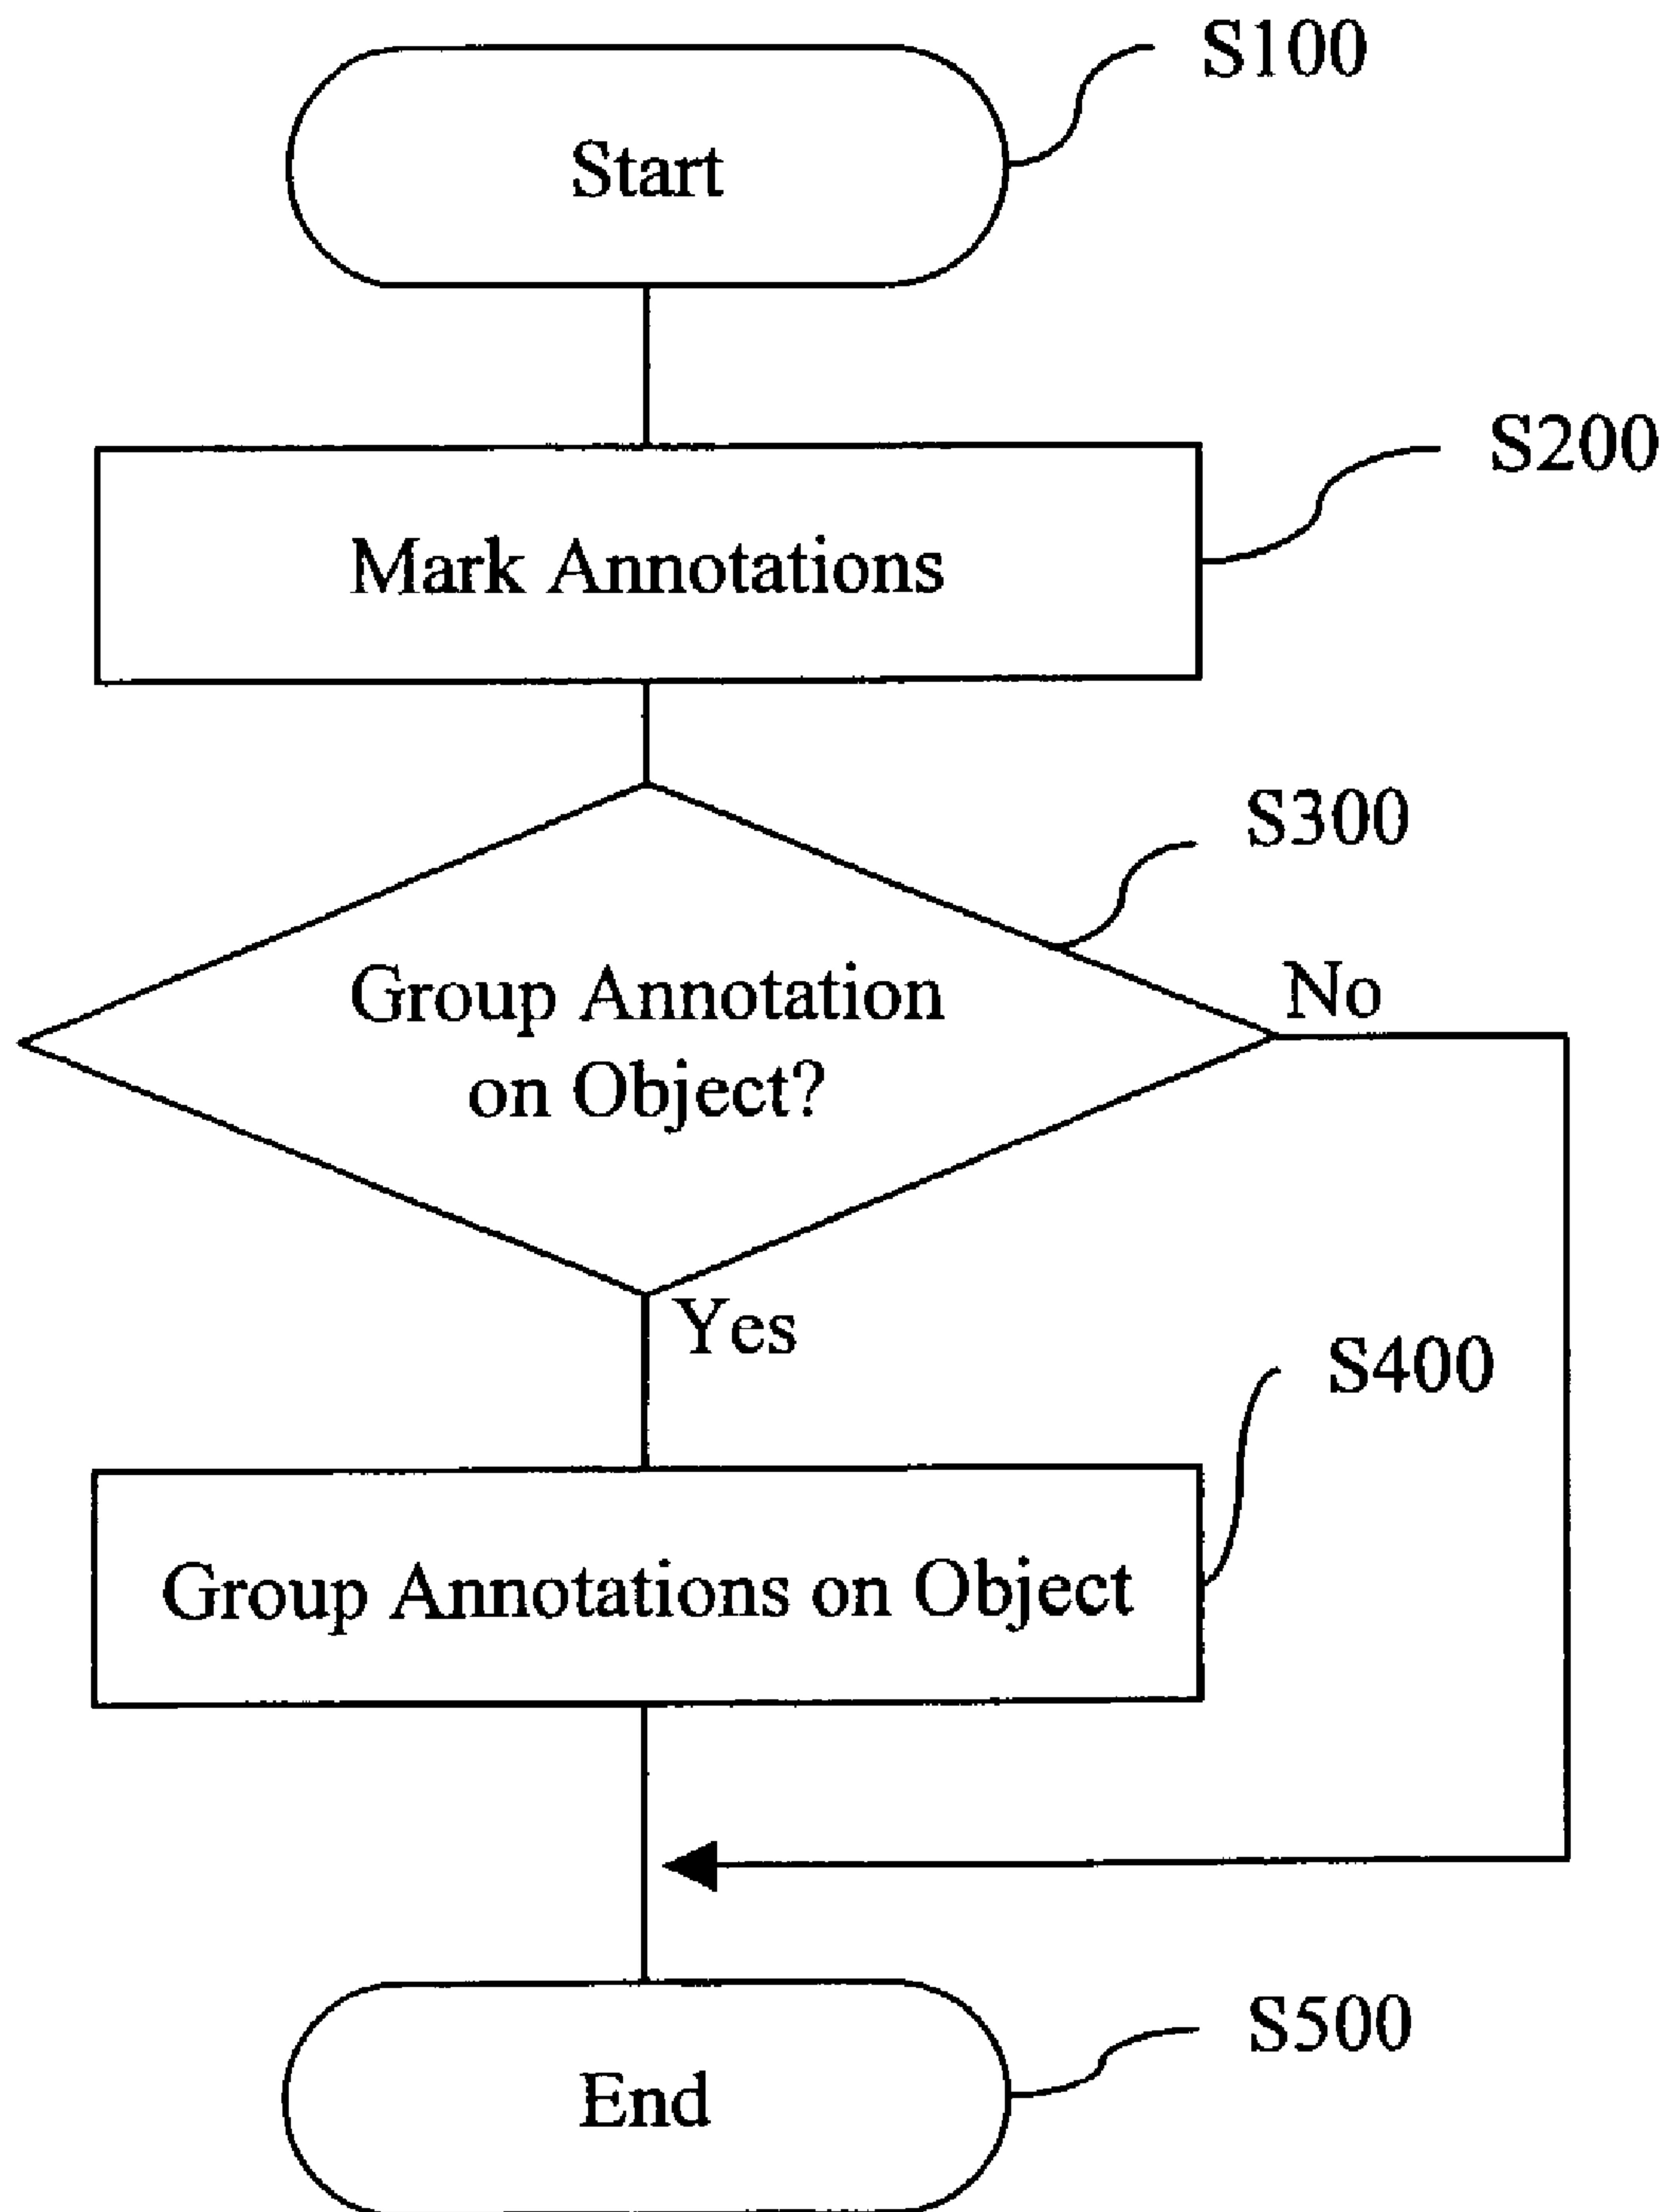 S100
Start
S200
Mark Annotations
S300
Group Annotation
on Object?
No
Yes
S400
Group Annotations on Object
S500
End